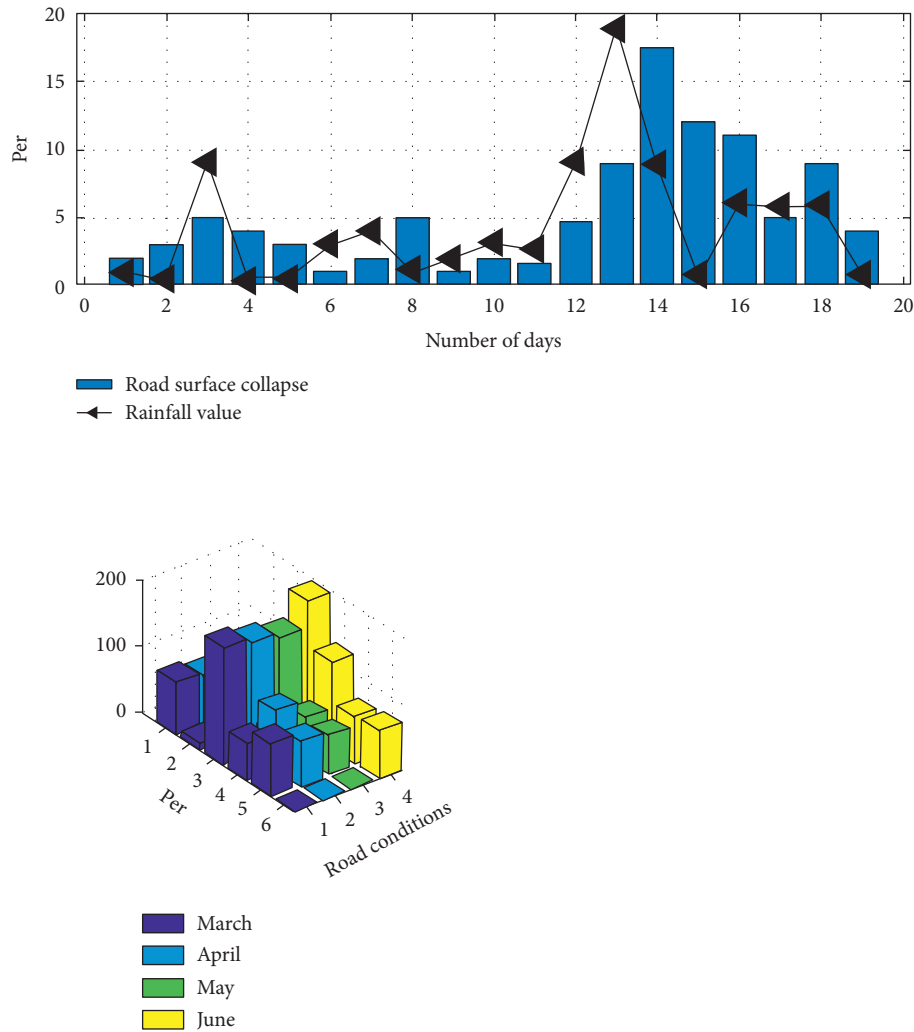 20
15
10
5
0
Per
0 2 4 6 8 10 12 14 16 18 20
Number of days
Road surface collapse
Rainfall value
200
100
0
1
2
3
4
5
6
Per
1
2
3
4
Road conditions
March
April
May
June